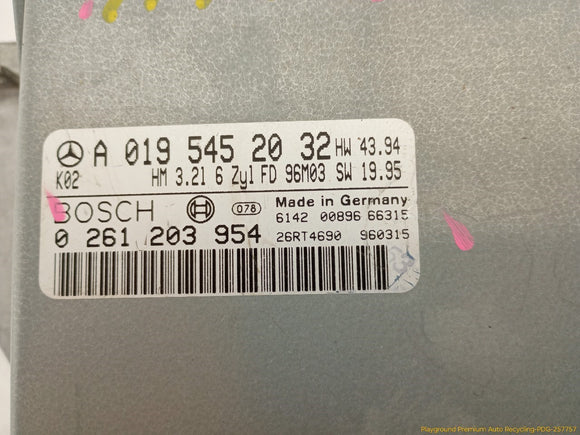 A 019 545 20 32 HW 43.94
K02 HM 3.2l 6 Zyl FD 96M03 SW 19.95
BOSCH 078 Made in Germany
6142 00896 66315
0 261 203 954 26RT4690 960315
Playground Premium Auto Recycling-PDG-257757